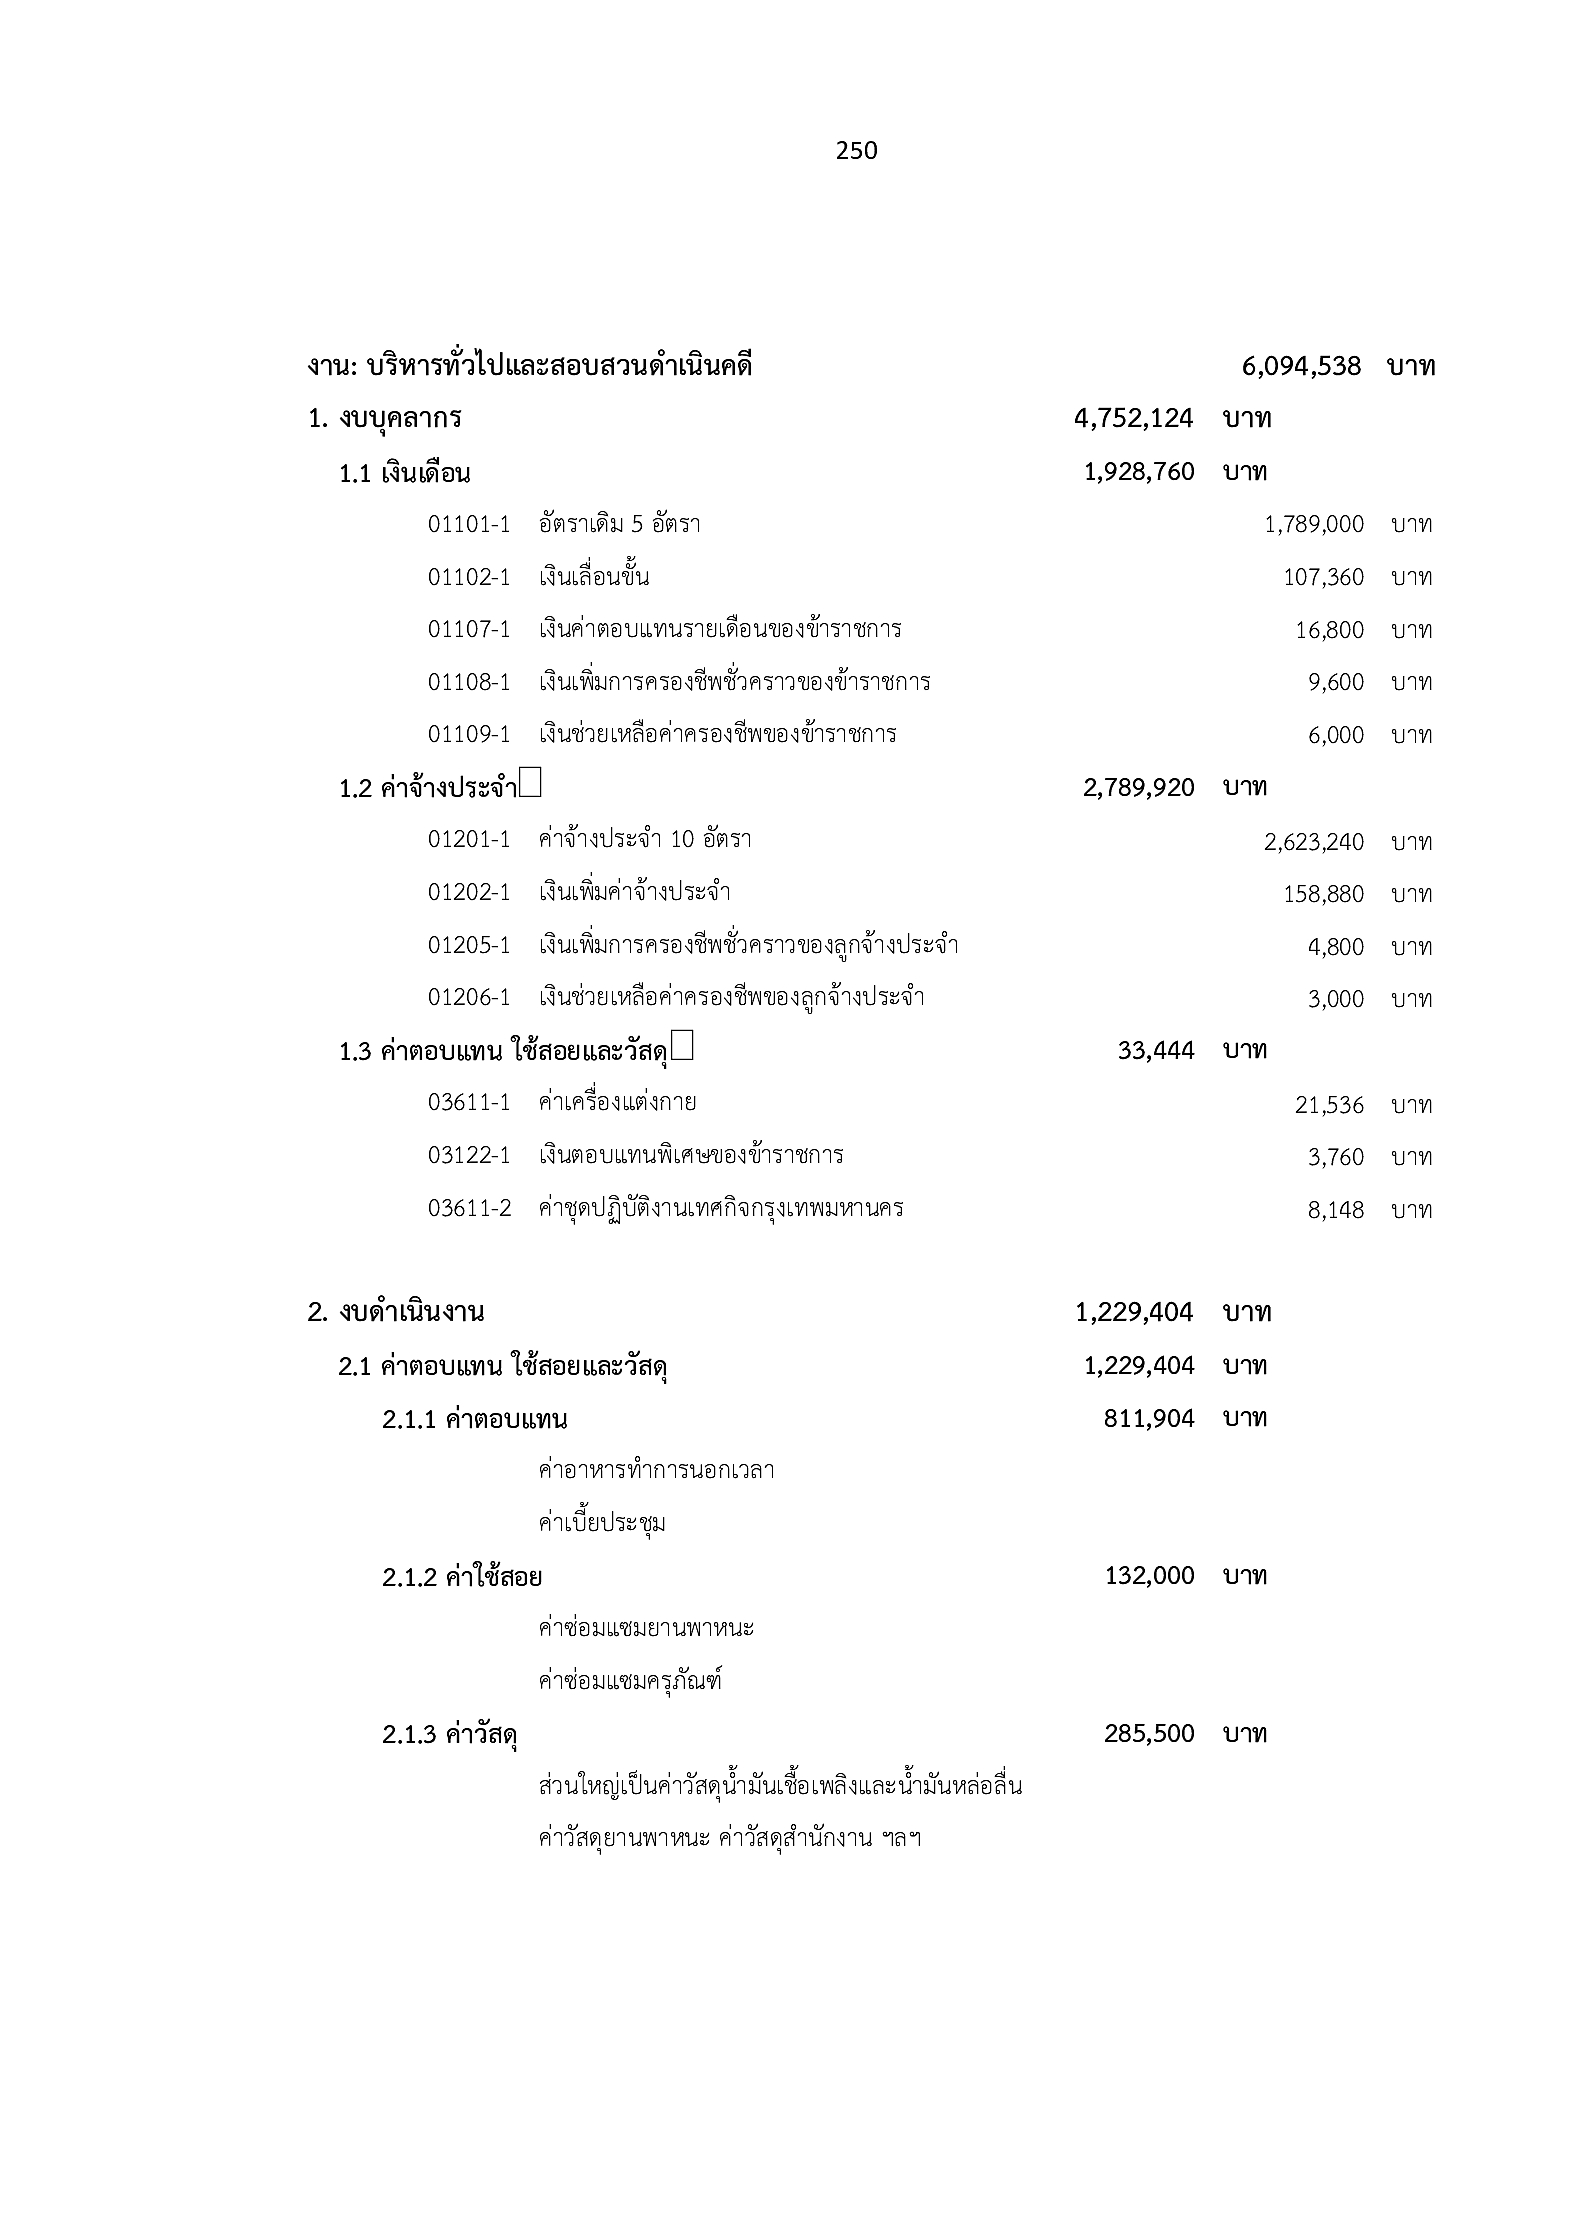 250
งาน: บริหารทั่วไปและสอบสวนดำเนินคดี 6,094,538 บาท
1. งบบุคลากร 4,752,124 บาท
1.1 เงินเดือน 1,928,760 บาท
01101-1 อัตราเดิม 5 อัตรา 1,789,000 บาท
01102-1 เงินเลื่อนขั้น 107,360 บาท
01107-1 เงินค่าตอบแทนรายเดือนของข้าราชการ 16,800 บาท
01108-1 เงินเพิ่มการครองชีพชั่วคราวของข้าราชการ 9,600 บาท
01109-1 เงินช่วยเหลือค่าครองชีพของข้าราชการ 6,000 บาท
1.2 ค่าจ้างประจำ 2,789,920 บาท
01201-1 ค่าจ้างประจำ 10 อัตรา 2,623,240 บาท
01202-1 เงินเพิ่มค่าจ้างประจำ 158,880 บาท
01205-1 เงินเพิ่มการครองชีพชั่วคราวของลูกจ้างประจำ 4,800 บาท
01206-1 เงินช่วยเหลือค่าครองชีพของลูกจ้างประจำ 3,000 บาท
1.3 ค่าตอบแทน ใช้สอยและวัสดุ 33,444 บาท
03611-1 ค่าเครื่องแต่งกาย 21,536 บาท
03122-1 เงินตอบแทนพิเศษของข้าราชการ 3,760 บาท
03611-2 ค่าชุดปฏิบัติงานเทศกิจกรุงเทพมหานคร 8,148 บาท
2. งบดำเนินงาน 1,229,404 บาท
2.1 ค่าตอบแทน ใช้สอยและวัสดุ 1,229,404 บาท
2.1.1 ค่าตอบแทน 811,904 บาท
ค่าอาหารทำการนอกเวลา
ค่าเบี้ยประชุม
2.1.2 ค่าใช้สอย 132,000 บาท
ค่าซ่อมแซมยานพาหนะ
ค่าซ่อมแซมครุภัณฑ์
2.1.3 ค่าวัสดุ 285,500 บาท
ส่วนใหญ่เป็นค่าวัสดุน้ำมันเชื้อเพลิงและน้ำมันหล่อลื่น
ค่าวัสดุยานพาหนะ ค่าวัสดุสำนักงาน ฯลฯ